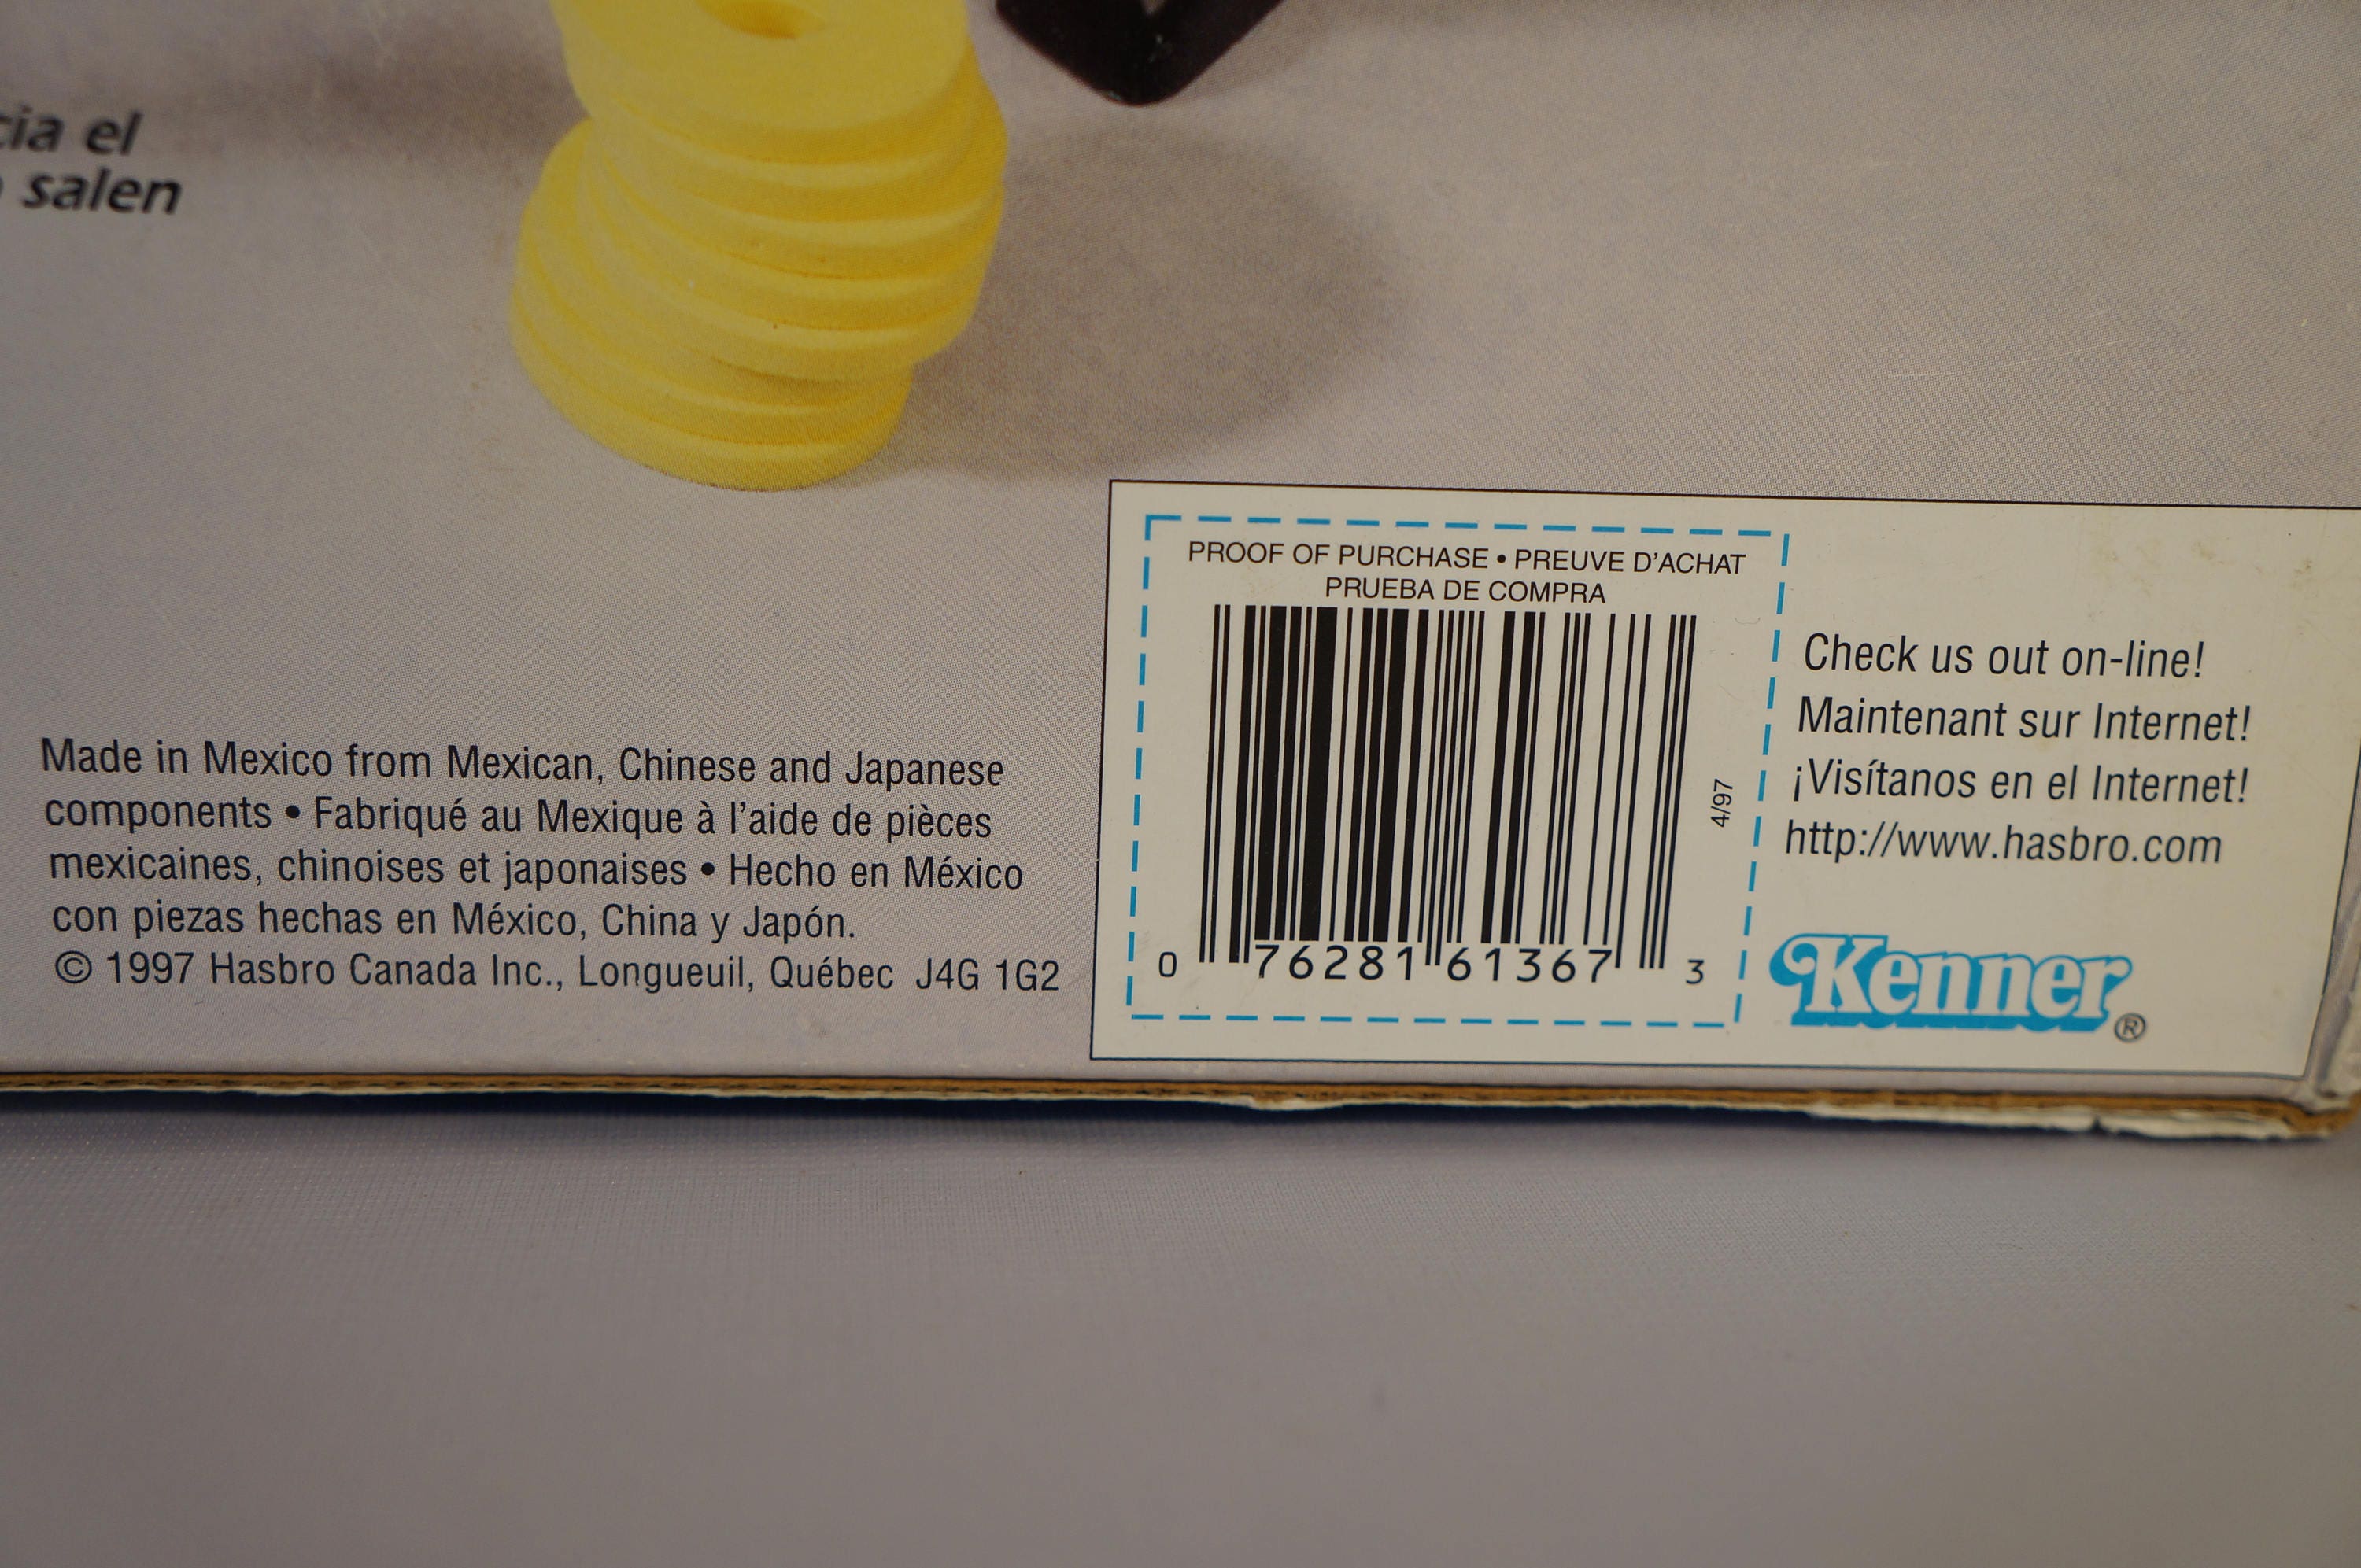 el
salen
PROOF OF PURCHASE • PREUVE D'ACHAT
PRUEBA DE COMPRA
4/97
0 76281 61367 3
Check us out on-line!
Maintenant sur Internet!
¡Visítanos en el Internet!
http://www.hasbro.com
Kenner®
Made in Mexico from Mexican, Chinese and Japanese
components • Fabriqué au Mexique à l'aide de pièces
mexicaines, chinoises et japonaises • Hecho en México
con piezas hechas en México, China y Japón.
© 1997 Hasbro Canada Inc., Longueuil, Québec J4G 1G2